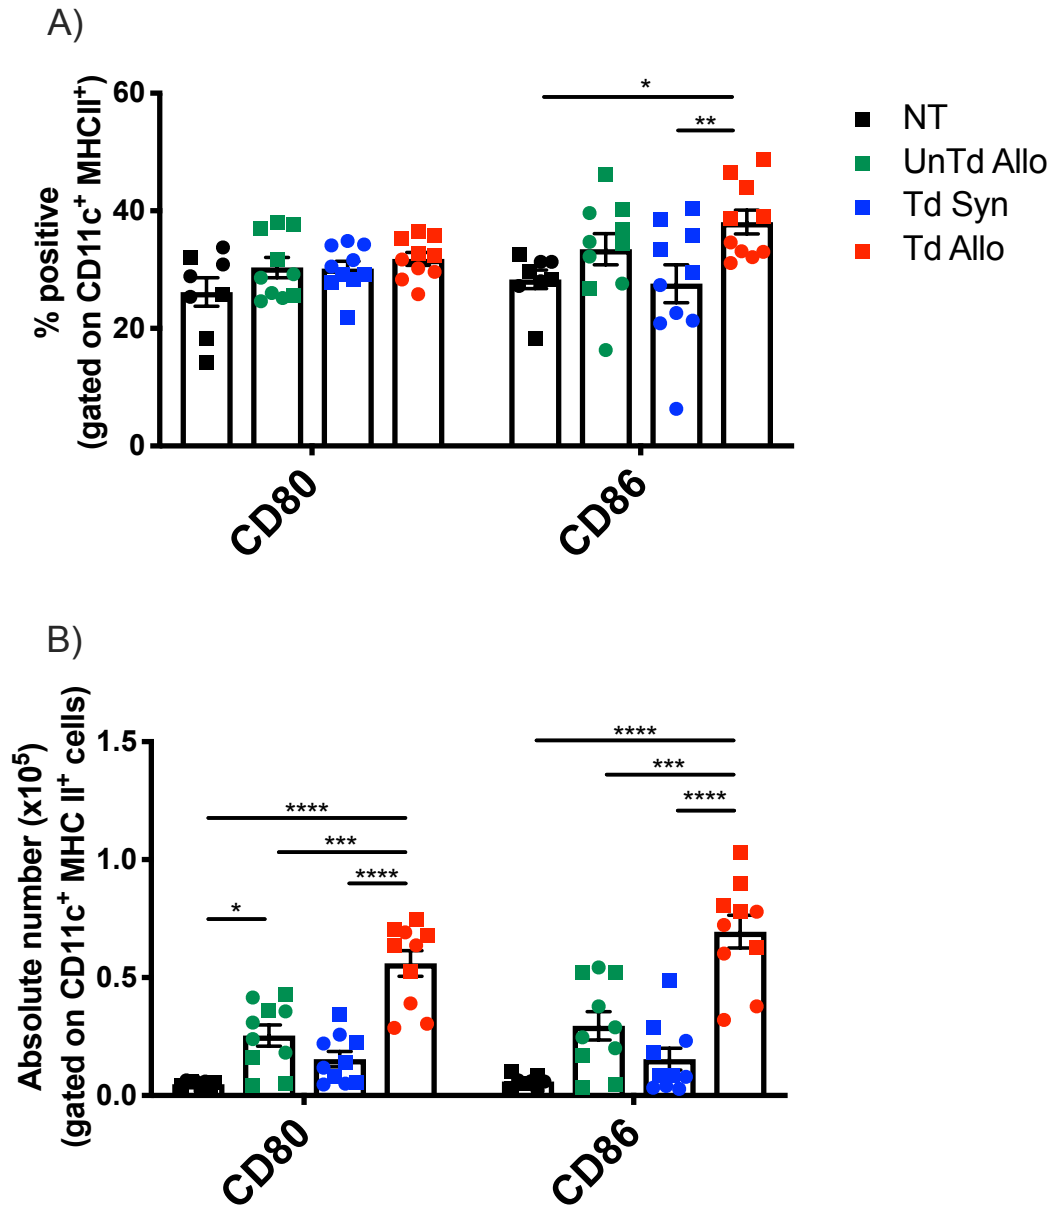 A)
% positive
(gated on CD11c⁺ MHCII⁺)
60
40
20
0
*
**
CD80
CD86
NT
UnTd Allo
Td Syn
Td Allo
B)
Absolute number (x10⁵)
(gated on CD11c⁺ MHC II⁺ cells)
1.5
1.0
0.5
0.0
****
***
****
*
****
***
****
CD80
CD86